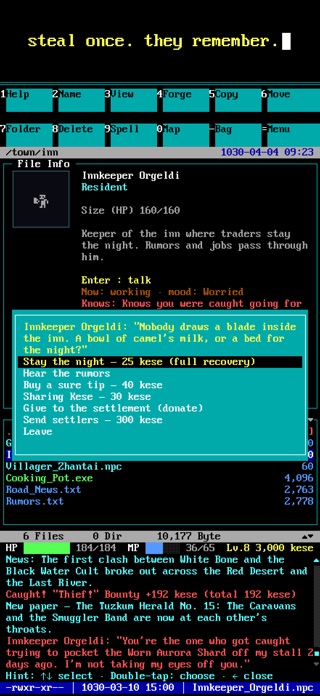 steal once. they remember.
1Help 2Name 3View 4Forge 5Copy 6Move
7Folder 8Delete 9Spell 0Map -Bag =Menu
/town/inn 1030-04-04 09:23
File Info
Innkeeper Orgeldi
Resident
Size (HP) 160/160
Keeper of the inn where traders stay
the night. Rumors and jobs pass through
him.
Enter : talk
Now: working - mood: Worried
Knows: Knows you were caught going for
Innkeeper Orgeldi: "Nobody draws a blade inside
the inn. A bowl of camel's milk, or a bed for
the night?"
Stay the night — 25 kese (full recovery)
Hear the rumors
Buy a sure tip — 40 kese
Sharing Kese — 30 kese
Give to the settlement (donate)
Send settlers — 300 kese
Leave
Villager_Zhantai.npc 60
Cooking_Pot.exe 4,096
Road_News.txt 2,763
Rumors.txt 2,778
6 Files 0 Dir 10,177 Byte
HP 184/184 MP 36/65 Lv.8 3,000 kese
News: The first clash between White Bone and the
Black Water Cult broke out across the Red Desert and
the Last River.
Caught! "Thief!" Bounty +192 kese (total 192 kese)
New paper — The Tuzkum Herald No. 15: The Caravans
and the Smuggler Band are now at each other's
throats.
Innkeeper Orgeldi: "You're the one who got caught
trying to pocket the Worn Aurora Shard off my stall 2
days ago. I'm not taking my eyes off you."
Hint: ↑↓ select · Double-tap: choose · ← close
-rwxr-xr-- 1030-03-10 15:00 Innkeeper_Orgeldi.npc